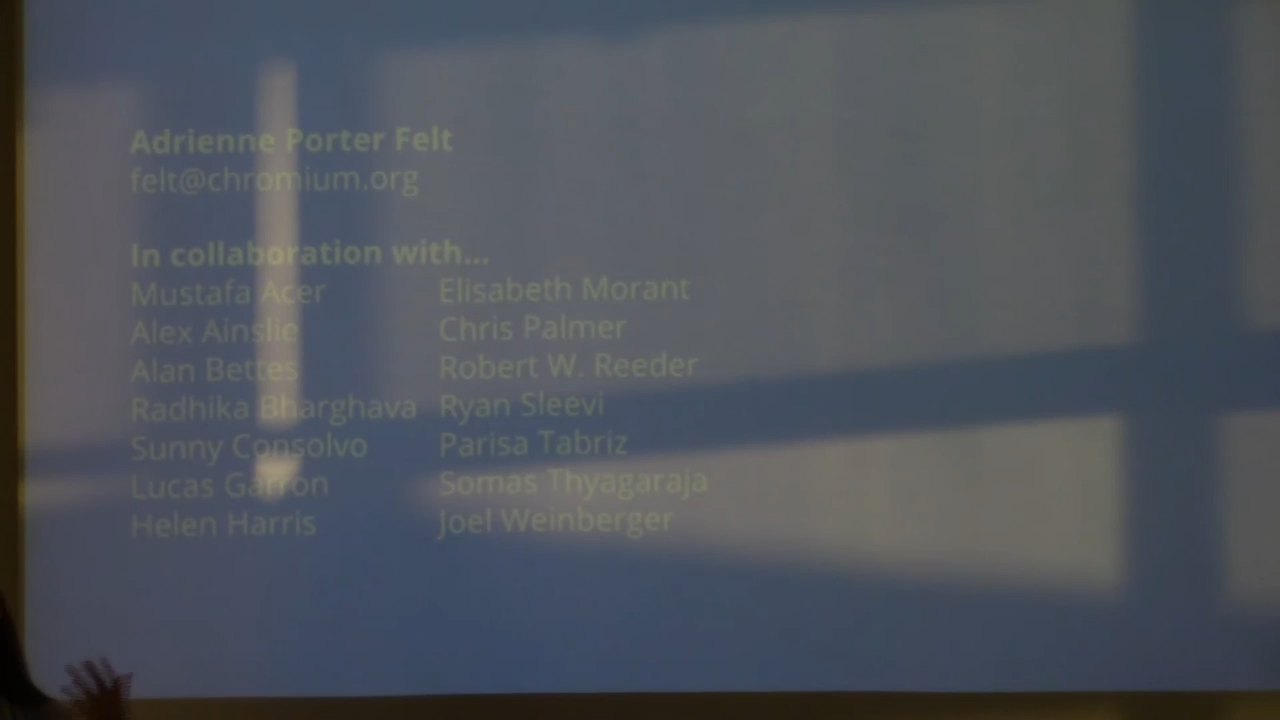 Adrienne Porter Felt
felt@chromium.org
In collaboration with...
Mustafa Acer
Alex Ainslie
Alan Bettes
Radhika Bharghava
Sunny Consolvo
Lucas Garron
Helen Harris
Elisabeth Morant
Chris Palmer
Robert W. Reeder
Ryan Sleevi
Parisa Tabriz
Somas Thyagaraja
Joel Weinberger